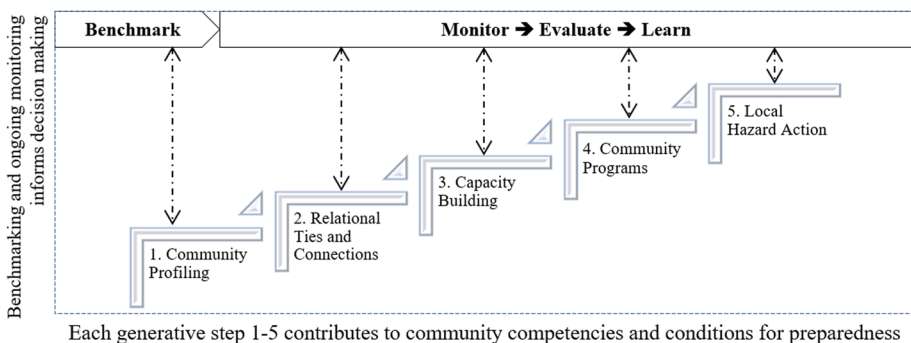 Benchmark
Monitor ➔ Evaluate ➔ Learn
Benchmarking and ongoing monitoring
informs decision making
1. Community
Profiling
2. Relational
Ties and
Connections
3. Capacity
Building
4. Community
Programs
5. Local
Hazard Action
Each generative step 1-5 contributes to community competencies and conditions for preparedness